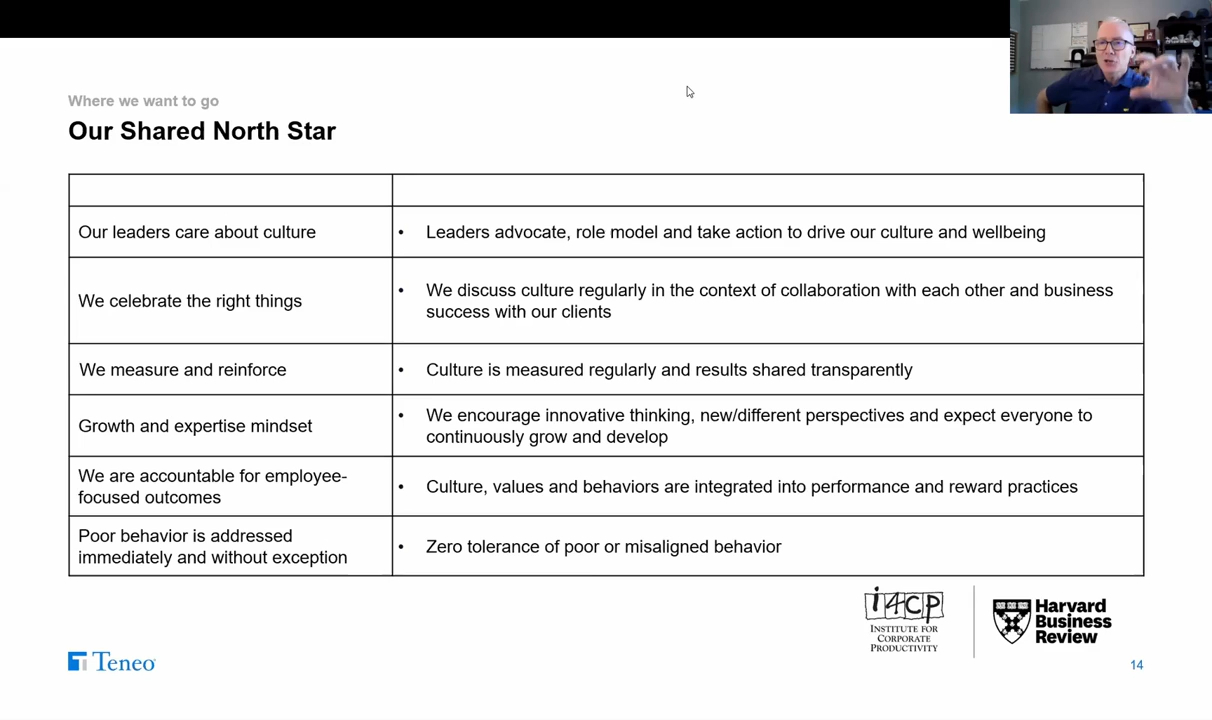 Where we want to go
Our Shared North Star
Our leaders care about culture
• Leaders advocate, role model and take action to drive our culture and wellbeing
We celebrate the right things
• We discuss culture regularly in the context of collaboration with each other and business
success with our clients
We measure and reinforce
• Culture is measured regularly and results shared transparently
Growth and expertise mindset
• We encourage innovative thinking, new/different perspectives and expect everyone to
continuously grow and develop
We are accountable for employee-
focused outcomes
• Culture, values and behaviors are integrated into performance and reward practices
Poor behavior is addressed
immediately and without exception
• Zero tolerance of poor or misaligned behavior
i4cp
INSTITUTE FOR
CORPORATE
PRODUCTIVITY
Harvard
Business
Review
Teneo
14